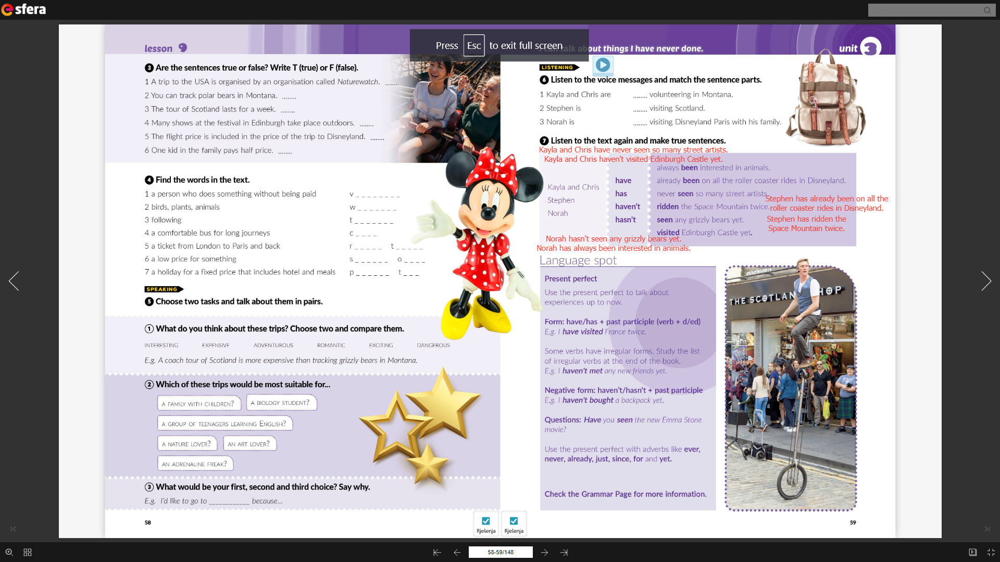 sfera
Press Esc to exit full screen
lesson 9
3 Are the sentences true or false? Write T (true) or F (false).
1 A trip to the USA is organised by an organisation called Naturewatch. ........
2 You can track polar bears in Montana. ........
3 The tour of Scotland lasts for a week. ........
4 Many shows at the festival in Edinburgh take place outdoors. ........
5 The flight price is included in the price of the trip to Disneyland. ........
6 One kid in the family pays half price. ........
4 Find the words in the text.
1 a person who does something without being paid v _ _ _ _ _ _ _ _
2 birds, plants, animals w _ _ _ _ _ _ _
3 following t _ _ _ _ _ _ _
4 a comfortable bus for long journeys c _ _ _ _
5 a ticket from London to Paris and back r _ _ _ _ _ t _ _ _ _ _
6 a low price for something s _ _ _ _ _ _ o _ _ _ _
7 a holiday for a fixed price that includes hotel and meals p _ _ _ _ _ _ t _ _ _
SPEAKING
5 Choose two tasks and talk about them in pairs.
1 What do you think about these trips? Choose two and compare them.
INTERESTING EXPENSIVE ADVENTUROUS ROMANTIC EXCITING DANGEROUS
E.g. A coach tour of Scotland is more expensive than tracking grizzly bears in Montana.
2 Which of these trips would be most suitable for...
A FAMILY WITH CHILDREN? A BIOLOGY STUDENT?
A GROUP OF TEENAGERS LEARNING ENGLISH?
A NATURE LOVER? AN ART LOVER?
AN ADRENALINE FREAK?
3 What would be your first, second and third choice? Say why.
E.g. I'd like to go to ____________ because...
58
talk about things I have never done.
unit 3
LISTENING
6 Listen to the voice messages and match the sentence parts.
1 Kayla and Chris are ........ volunteering in Montana.
2 Stephen is ........ visiting Scotland.
3 Norah is ........ visiting Disneyland Paris with his family.
7 Listen to the text again and make true sentences.
Kayla and Chris have never seen so many street artists.
Kayla and Chris haven't visited Edinburgh Castle yet.
Kayla and Chris
Stephen
Norah
have
has
haven't
hasn't
always been interested in animals.
already been on all the roller coaster rides in Disneyland.
never seen so many street artists.
ridden the Space Mountain twice.
seen any grizzly bears yet.
visited Edinburgh Castle yet.
Stephen has already been on all the
roller coaster rides in Disneyland.
Stephen has ridden the
Space Mountain twice.
Norah hasn't seen any grizzly bears yet.
Norah has always been interested in animals.
Language spot
Present perfect
Use the present perfect to talk about
experiences up to now.
Form: have/has + past participle (verb + d/ed)
E.g. I have visited France twice.
Some verbs have irregular forms. Study the list
of irregular verbs at the end of the book.
E.g. I haven't met any new friends yet.
Negative form: haven't/hasn't + past participle
E.g. I haven't bought a backpack yet.
Questions: Have you seen the new Emma Stone
movie?
Use the present perfect with adverbs like ever,
never, already, just, since, for and yet.
Check the Grammar Page for more information.
THE SCOTLAN HOP
59
Rješenja Rješenja
58-59/148